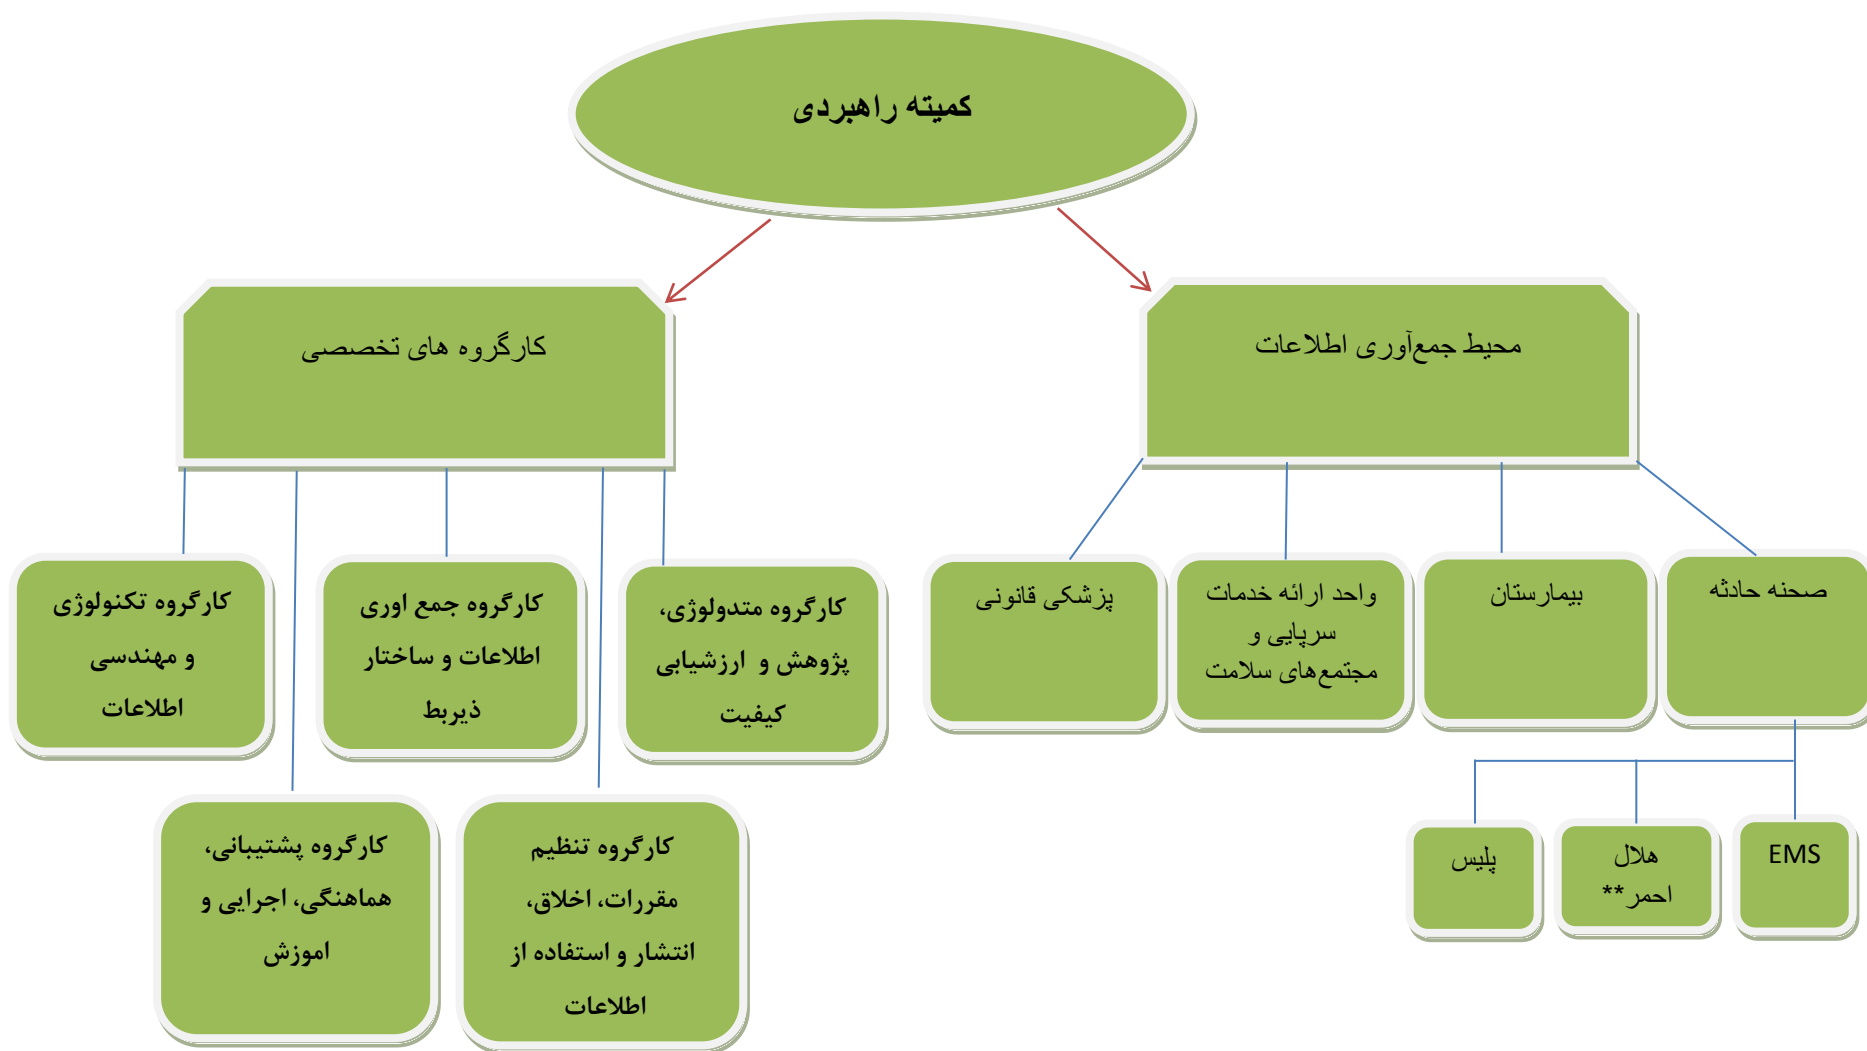 کمیته راهبردی
محیط جمع‌آوری اطلاعات
کارگروه های تخصصی
صحنه حادثه
بیمارستان
واحد ارائه خدمات
سرپایی و
مجتمع‌های سلامت
پزشکی قانونی
کارگروه متدولوژی،
پژوهش و ارزشیابی
کیفیت
کارگروه جمع اوری
اطلاعات و ساختار
ذیربط
کارگروه تکنولوژی
و مهندسی
اطلاعات
EMS
هلال
احمر**
پلیس
کارگروه تنظیم
مقررات، اخلاق،
انتشار و استفاده از
اطلاعات
کارگروه پشتیبانی،
هماهنگی، اجرایی و
اموزش